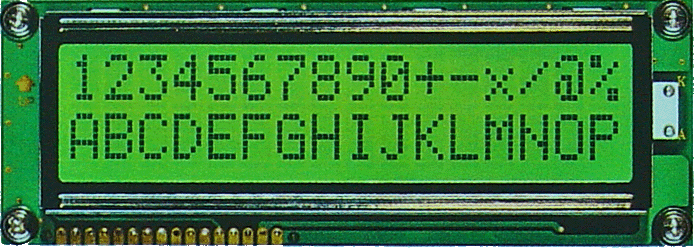 1234567890+-x/@%
ABCDEFGHIJKLMNOP
K
A